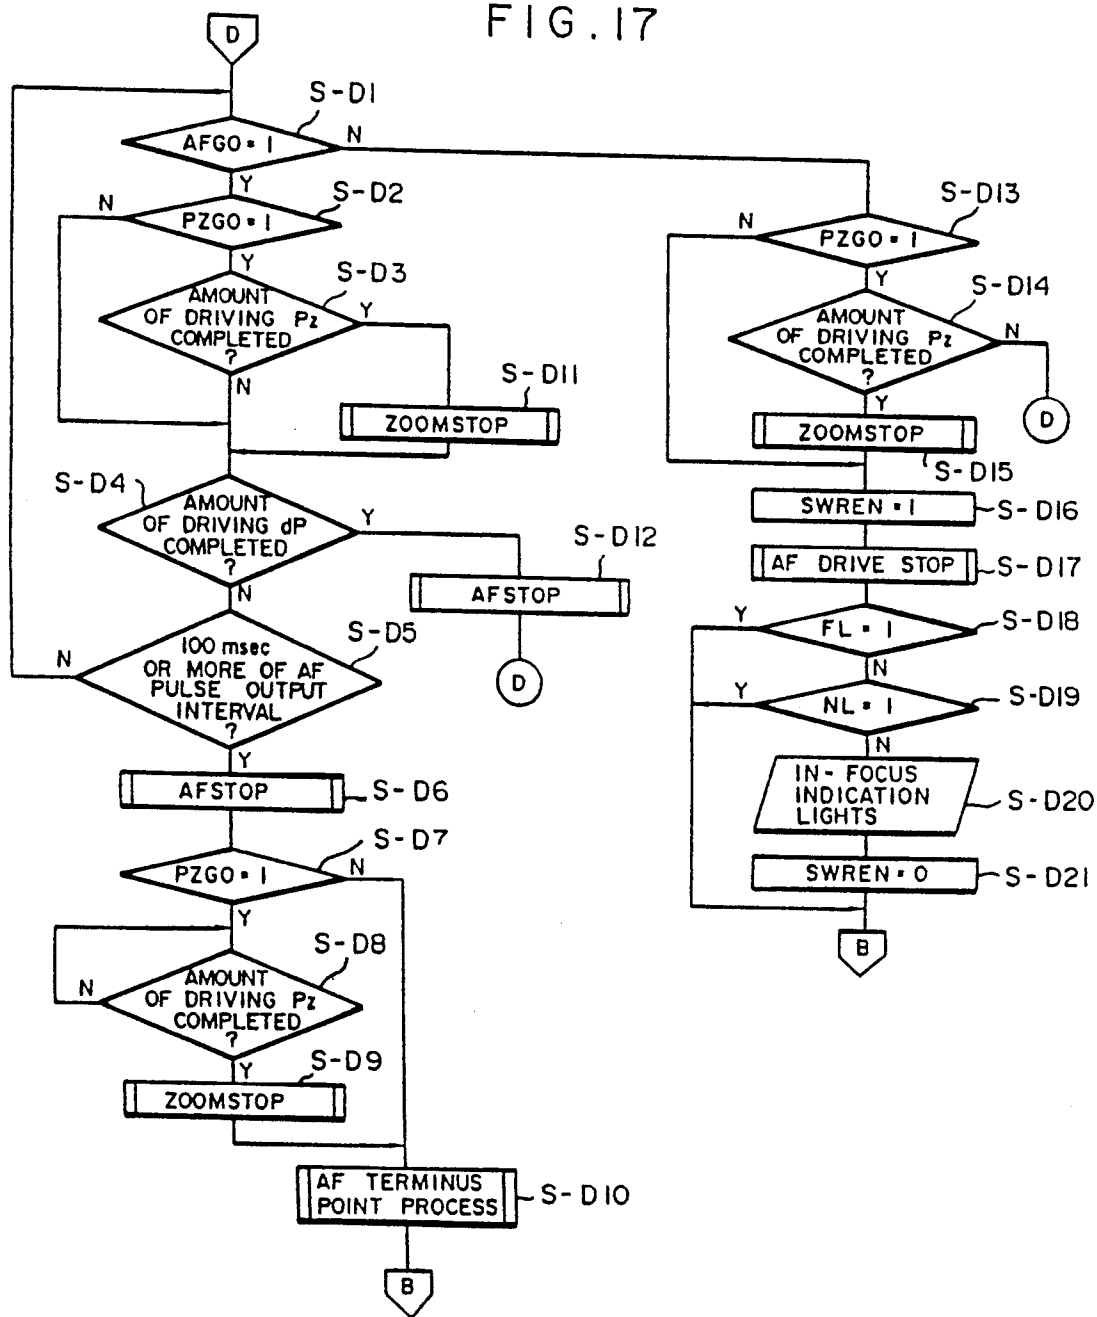 FIG.17
D
S-D1
AFGO = 1
N
Y
S-D2
N
PZGO = 1
Y
S-D3
AMOUNT
OF DRIVING Pz
COMPLETED
?
Y
N
S-D11
ZOOMSTOP
S-D4
AMOUNT
OF DRIVING dP
COMPLETED
?
Y
N
S-D12
AFSTOP
D
S-D5
100 msec
OR MORE OF AF
PULSE OUTPUT
INTERVAL
?
N
Y
AFSTOP
S-D6
S-D7
PZGO = 1
N
Y
S-D8
AMOUNT
OF DRIVING Pz
COMPLETED
?
N
Y
S-D9
ZOOMSTOP
AF TERMINUS
POINT PROCESS
S-D10
B
S-D13
N
PZGO = 1
Y
S-D14
AMOUNT
OF DRIVING Pz
COMPLETED
?
N
Y
D
ZOOMSTOP
S-D15
SWREN = 1
S-D16
AF DRIVE STOP
S-D17
Y
FL = 1
S-D18
N
Y
NL = 1
S-D19
N
IN-FOCUS
INDICATION
LIGHTS
S-D20
SWREN = 0
S-D21
B